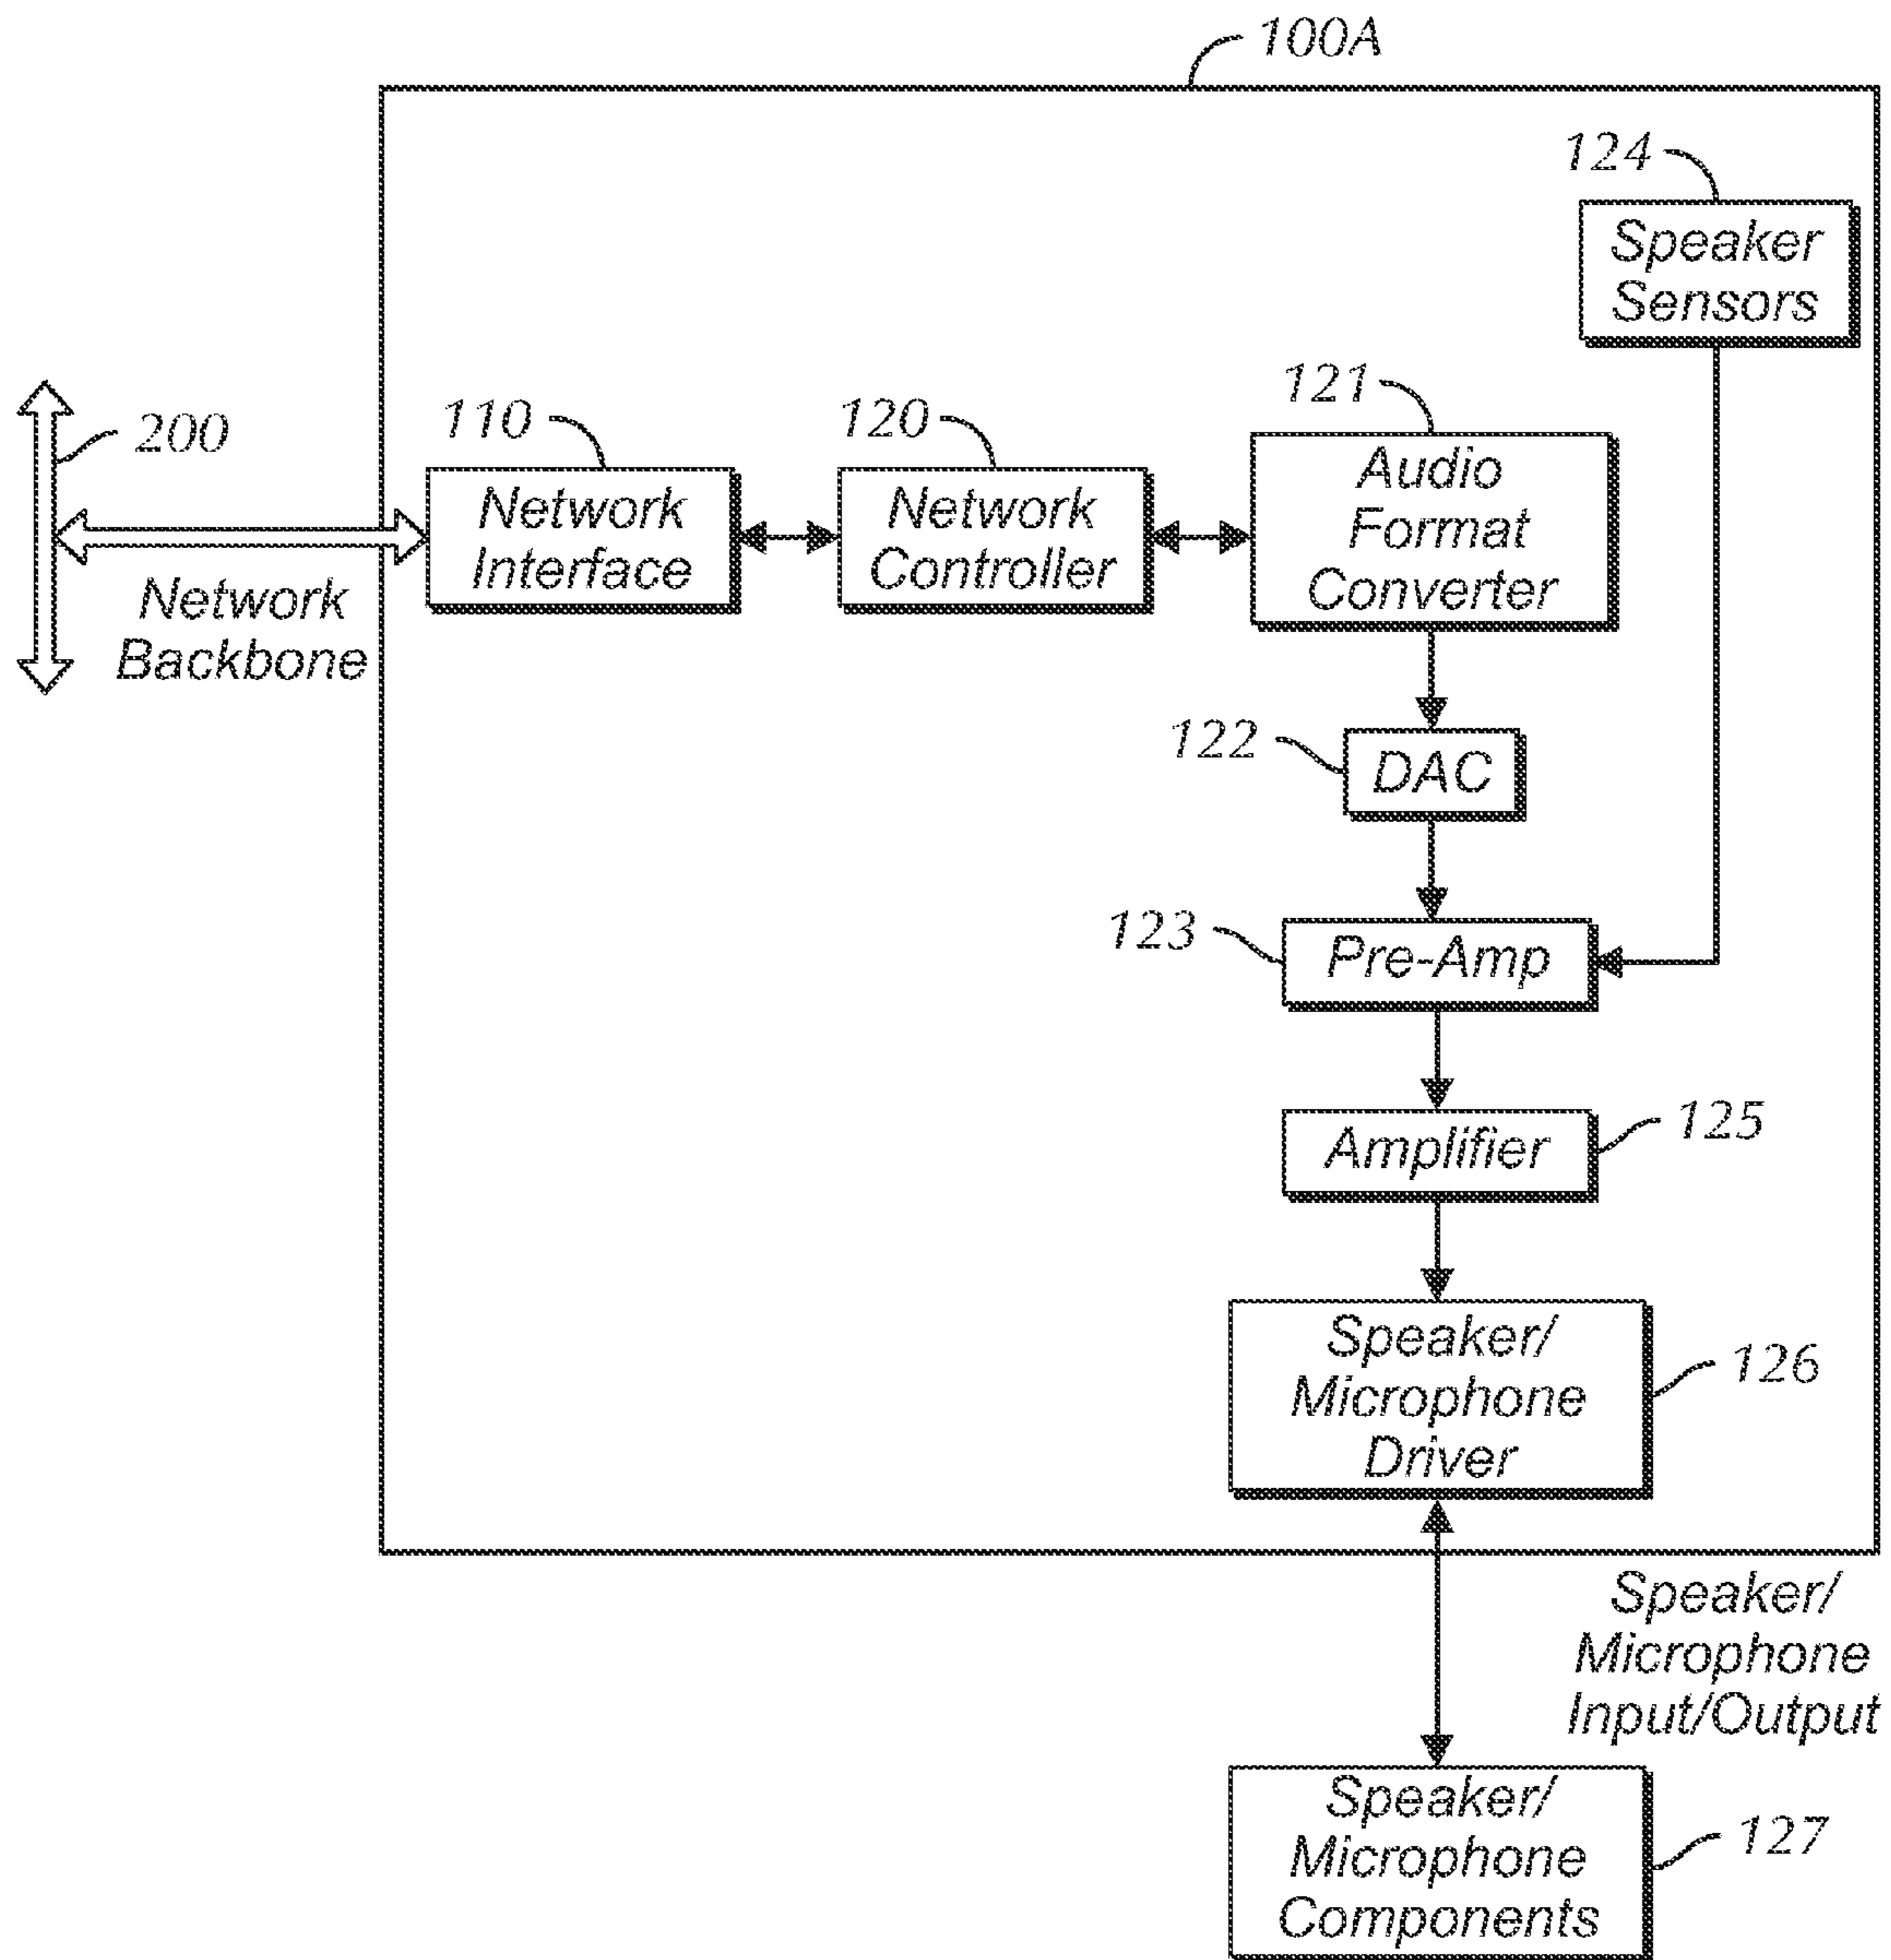 100A
124
Speaker
Sensors
121
110
120
200
Audio
Format
Converter
Network
Interface
Network
Controller
Network
Backbone
122
DAC
123
Pre-Amp
125
Amplifier
Speaker/
Microphone
Driver
126
Speaker/
Microphone
Input/Output
Speaker/
Microphone
Components
127